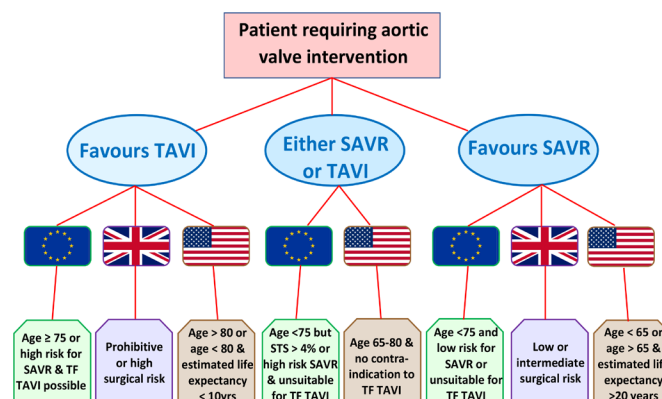 Patient requiring aortic
valve intervention
Favours TAVI
Either SAVR
or TAVI
Favours SAVR
Age ≥ 75 or
high risk for
SAVR & TF
TAVI possible
Prohibitive
or high
surgical risk
Age > 80 or
age < 80 &
estimated life
expectancy
< 10yrs
Age <75 but
STS > 4% or
high risk SAVR
& unsuitable
for TF TAVI
Age 65-80 &
no contra-
indication to
TF TAVI
Age <75 and
low risk for
SAVR or
unsuitable for
TF TAVI
Low or
intermediate
surgical risk
Age < 65 or
age > 65 &
estimated life
expectancy
>20 years